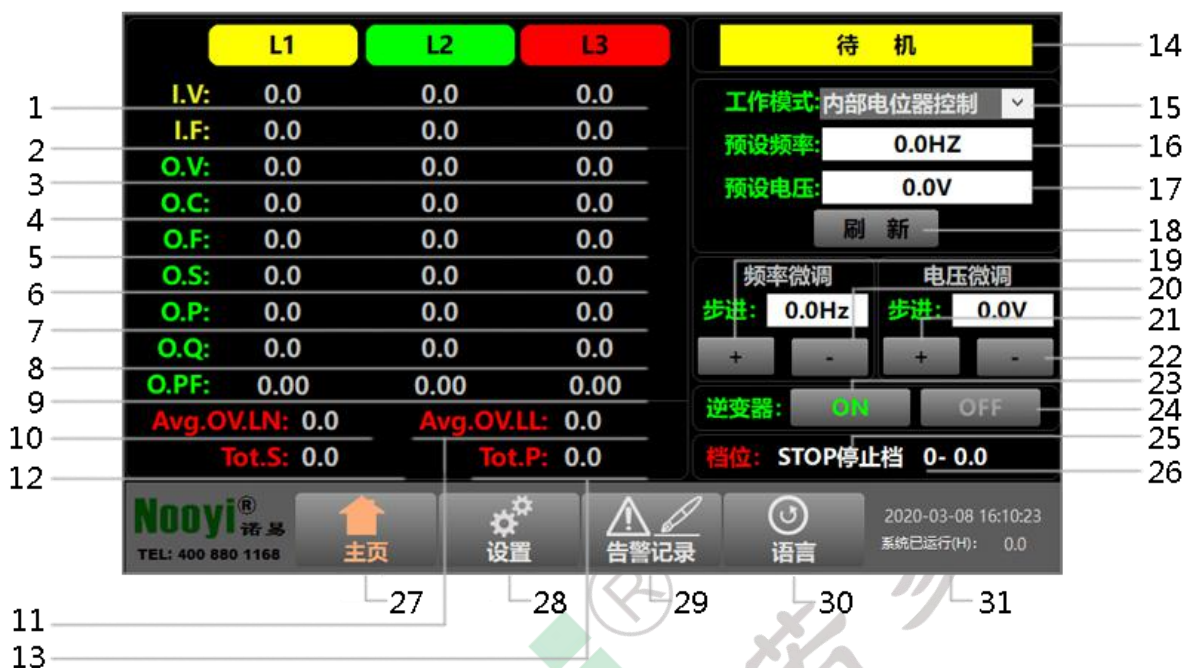 L1 L2 L3 待 机 14
1 I.V: 0.0 0.0 0.0 工作模式: 内部电位器控制 15
2 I.F: 0.0 0.0 0.0 预设频率: 0.0HZ 16
3 O.V: 0.0 0.0 0.0 预设电压: 0.0V 17
4 O.C: 0.0 0.0 0.0 刷 新 18
5 O.F: 0.0 0.0 0.0 19
6 O.S: 0.0 0.0 0.0 频率微调 电压微调 20
7 O.P: 0.0 0.0 0.0 步进: 0.0Hz 步进: 0.0V 21
8 O.Q: 0.0 0.0 0.0 + - + - 22
9 O.PF: 0.00 0.00 0.00 23
10 Avg.OV.LN: 0.0 Avg.OV.LL: 0.0 逆变器: ON OFF 24
25
12 Tot.S: 0.0 Tot.P: 0.0 档位: STOP停止档 0- 0.0 26
Nooyi® 诺易 2020-03-08 16:10:23
TEL: 400 880 1168 主页 设置 告警记录 语言 系统已运行(H): 0.0
27 28 29 30 31
11
13